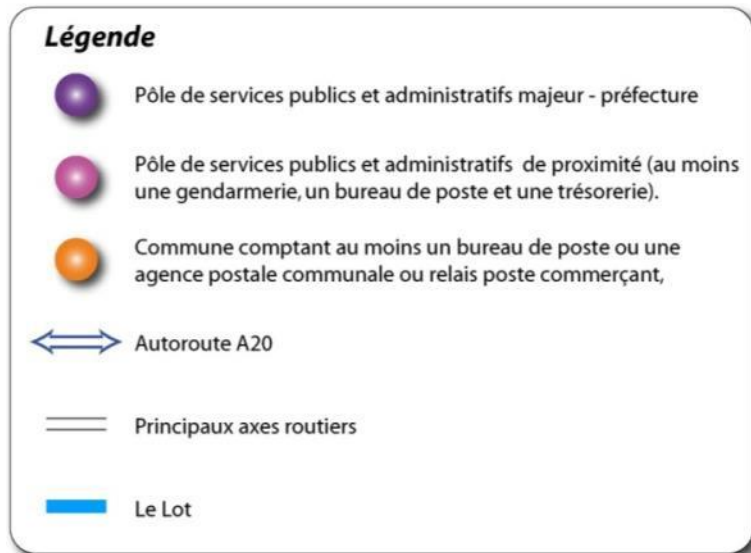 Légende
Pôle de services publics et administratifs majeur - préfecture
Pôle de services publics et administratifs de proximité (au moins
une gendarmerie, un bureau de poste et une trésorerie).
Commune comptant au moins un bureau de poste ou une
agence postale communale ou relais poste commerçant,
Autoroute A20
Principaux axes routiers
Le Lot